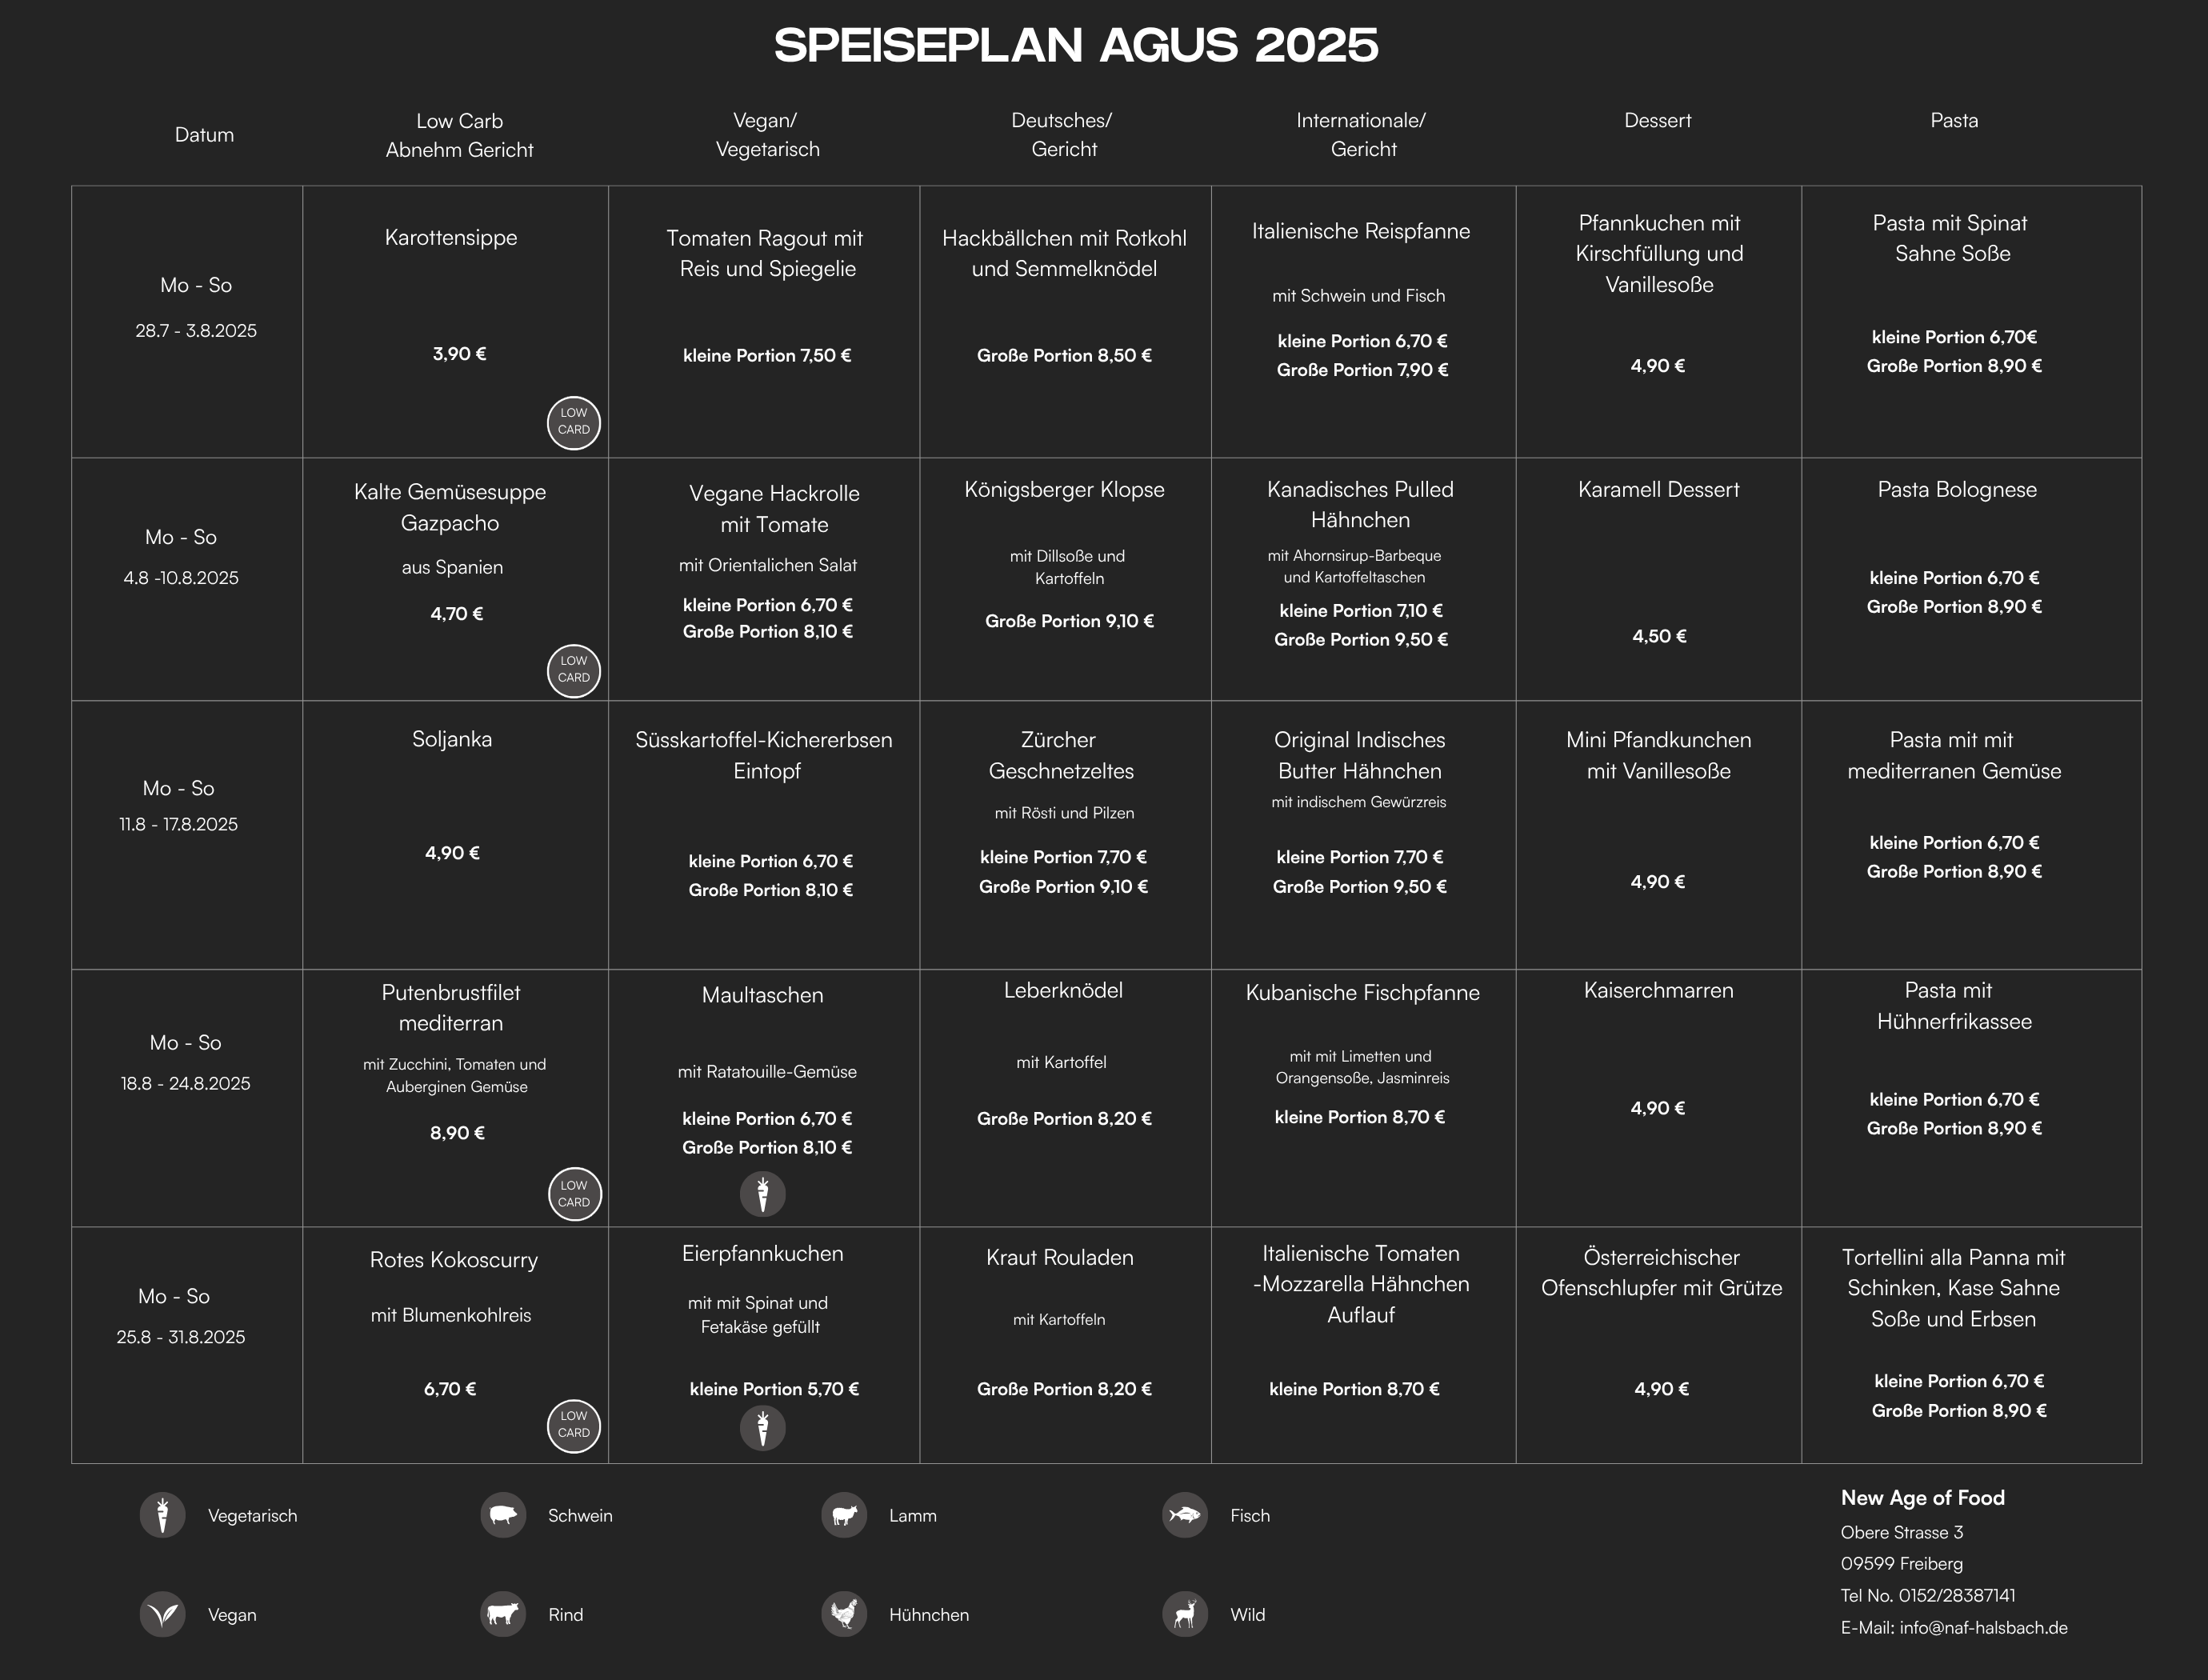 SPEISEPLAN AGUS 2025
Datum
Low Carb
Abnehm Gericht
Vegan/
Vegetarisch
Deutsches/
Gericht
Internationale/
Gericht
Dessert
Pasta
Mo - So
28.7 - 3.8.2025
Karottensippe
3,90 €
LOW
CARD
Tomaten Ragout mit
Reis und Spiegelie
kleine Portion 7,50 €
Hackbällchen mit Rotkohl
und Semmelknödel
Große Portion 8,50 €
Italienische Reispfanne
mit Schwein und Fisch
kleine Portion 6,70 €
Große Portion 7,90 €
Pfannkuchen mit
Kirschfüllung und
Vanillesoße
4,90 €
Pasta mit Spinat
Sahne Soße
kleine Portion 6,70€
Große Portion 8,90 €
Mo - So
4.8 -10.8.2025
Kalte Gemüsesuppe
Gazpacho
aus Spanien
4,70 €
LOW
CARD
Vegane Hackrolle
mit Tomate
mit Orientalichen Salat
kleine Portion 6,70 €
Große Portion 8,10 €
Königsberger Klopse
mit Dillsoße und
Kartoffeln
Große Portion 9,10 €
Kanadisches Pulled
Hähnchen
mit Ahornsirup-Barbeque
und Kartoffeltaschen
kleine Portion 7,10 €
Große Portion 9,50 €
Karamell Dessert
4,50 €
Pasta Bolognese
kleine Portion 6,70 €
Große Portion 8,90 €
Mo - So
11.8 - 17.8.2025
Soljanka
4,90 €
Süsskartoffel-Kichererbsen
Eintopf
kleine Portion 6,70 €
Große Portion 8,10 €
Zürcher
Geschnetzeltes
mit Rösti und Pilzen
kleine Portion 7,70 €
Große Portion 9,10 €
Original Indisches
Butter Hähnchen
mit indischem Gewürzreis
kleine Portion 7,70 €
Große Portion 9,50 €
Mini Pfandkunchen
mit Vanillesoße
4,90 €
Pasta mit mit
mediterranen Gemüse
kleine Portion 6,70 €
Große Portion 8,90 €
Mo - So
18.8 - 24.8.2025
Putenbrustfilet
mediterran
mit Zucchini, Tomaten und
Auberginen Gemüse
8,90 €
LOW
CARD
Maultaschen
mit Ratatouille-Gemüse
kleine Portion 6,70 €
Große Portion 8,10 €
Leberknödel
mit Kartoffel
Große Portion 8,20 €
Kubanische Fischpfanne
mit mit Limetten und
Orangensoße, Jasminreis
kleine Portion 8,70 €
Kaiserchmarren
4,90 €
Pasta mit
Hühnerfrikassee
kleine Portion 6,70 €
Große Portion 8,90 €
Mo - So
25.8 - 31.8.2025
Rotes Kokoscurry
mit Blumenkohlreis
6,70 €
LOW
CARD
Eierpfannkuchen
mit mit Spinat und
Fetakäse gefüllt
kleine Portion 5,70 €
Kraut Rouladen
mit Kartoffeln
Große Portion 8,20 €
Italienische Tomaten
-Mozzarella Hähnchen
Auflauf
kleine Portion 8,70 €
Österreichischer
Ofenschlupfer mit Grütze
4,90 €
Tortellini alla Panna mit
Schinken, Kase Sahne
Soße und Erbsen
kleine Portion 6,70 €
Große Portion 8,90 €
Vegetarisch
Schwein
Lamm
Fisch
Vegan
Rind
Hühnchen
Wild
New Age of Food
Obere Strasse 3
09599 Freiberg
Tel No. 0152/28387141
E-Mail: info@naf-halsbach.de